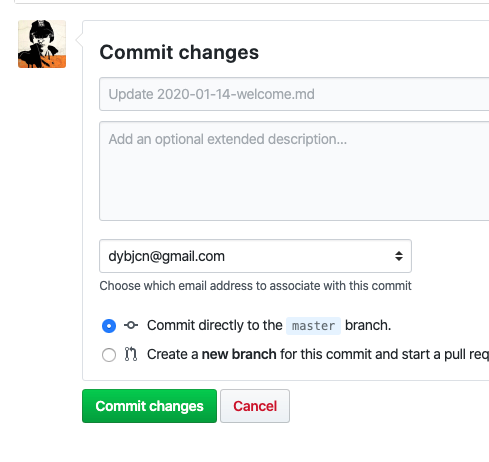 Commit changes
Update 2020-01-14-welcome.md
Add an optional extended description...
dybjcn@gmail.com
Choose which email address to associate with this commit
Commit directly to the master branch.
Create a new branch for this commit and start a pull req
Commit changes Cancel